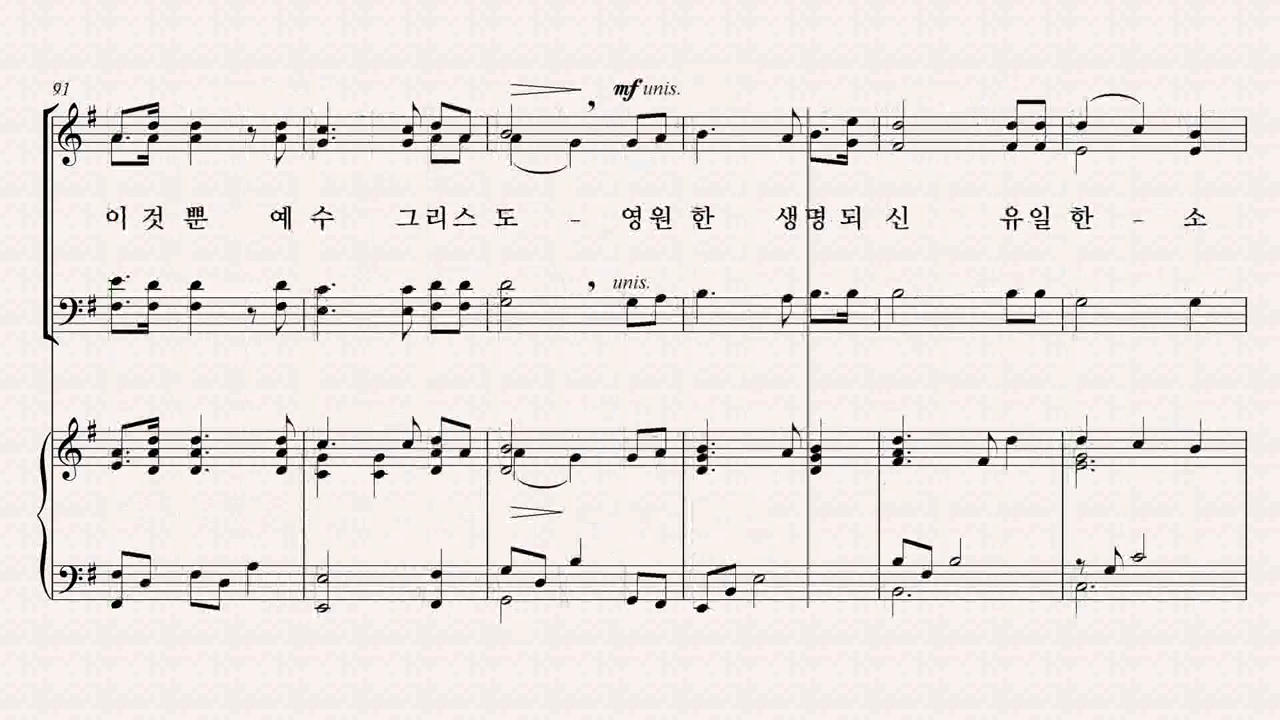 91
mf unis.
이것뿐 예수 그리스도 - 영원한 생명되신 유일한 - 소
unis.